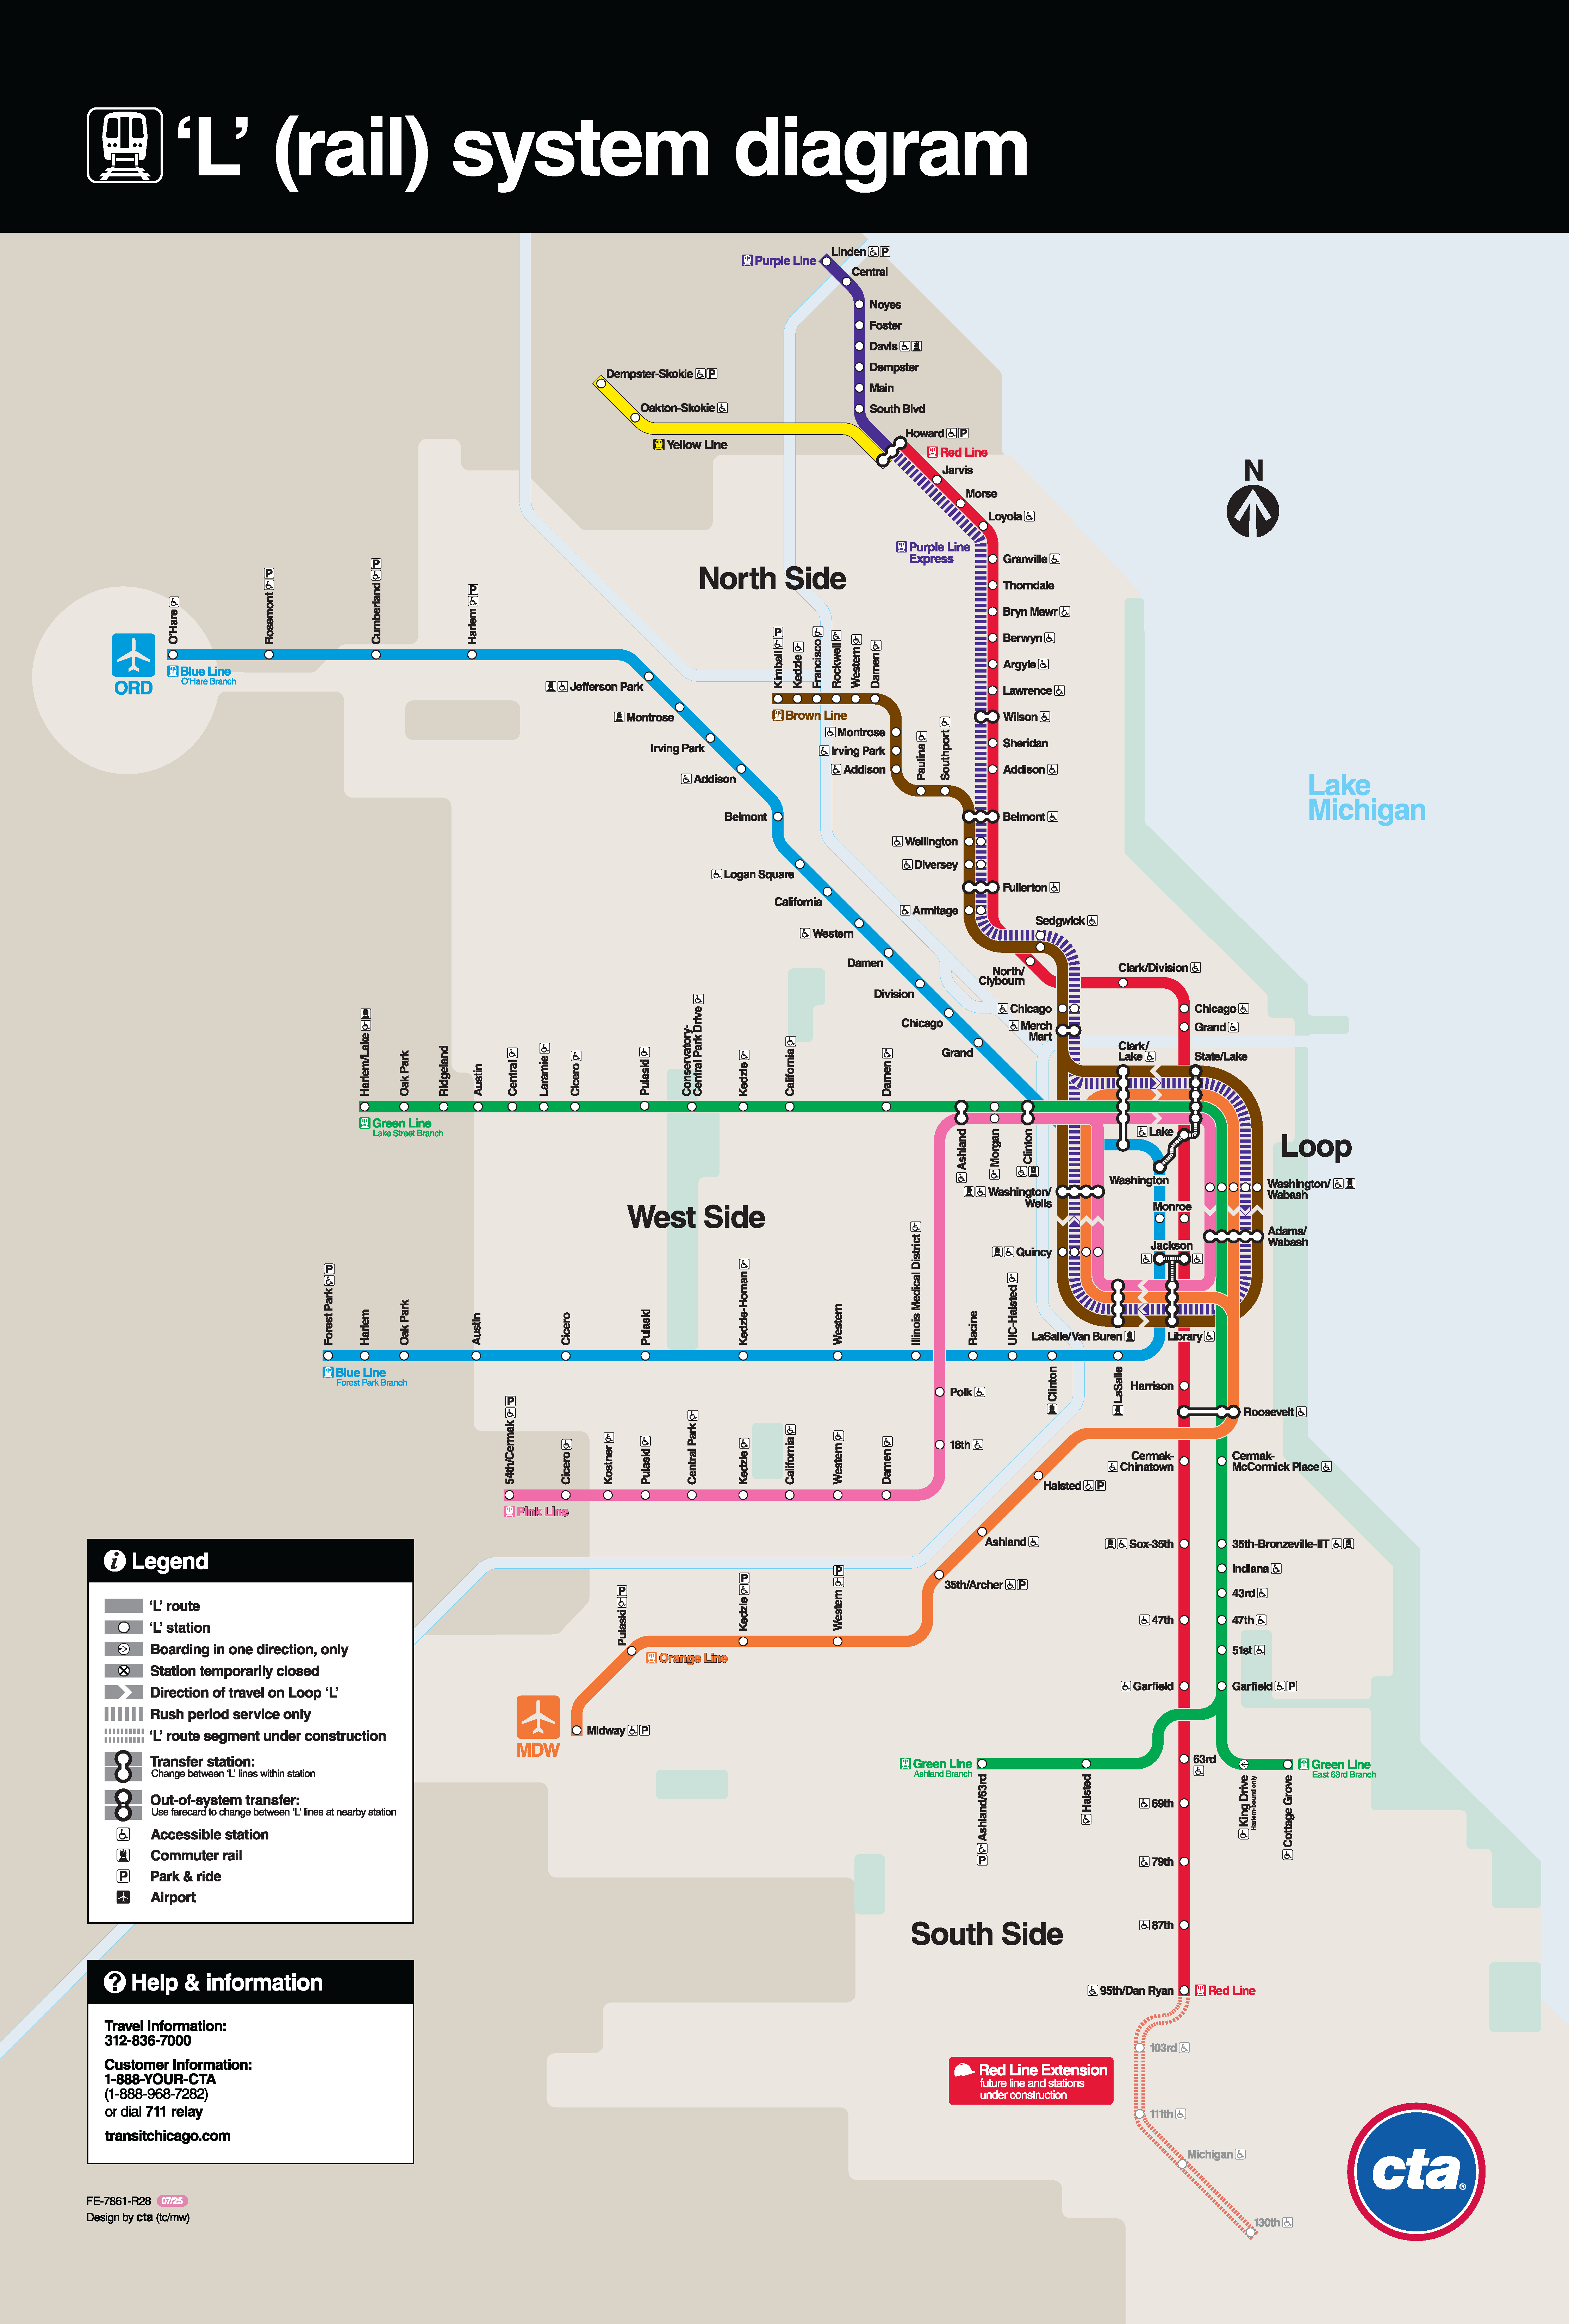 ‘L’ (rail) system diagram
Linden P
Purple Line
Central
Noyes
Foster
Davis
Dempster
Main
South Blvd
Dempster-Skokie P
Oakton-Skokie
Yellow Line
Howard P
Red Line
Jarvis
Morse
Loyola
N
Purple Line
Express
Granville
Thorndale
Bryn Mawr
Berwyn
Argyle
Lawrence
Wilson
Sheridan
Addison
Belmont
North Side
O'Hare
Rosemont P
Cumberland P
Harlem P
ORD
Blue Line
O'Hare Branch
Jefferson Park
Montrose
Irving Park
Addison
Belmont
Logan Square
California
Western
Damen
Division
Chicago
Grand
Kimball P
Kedzie
Francisco
Rockwell
Western
Damen
Brown Line
Montrose
Irving Park
Addison
Paulina
Southport
Wellington
Diversey
Fullerton
Armitage
Sedgwick
Lake
Michigan
North/
Clybourn
Clark/Division
Chicago
Chicago
Merch
Mart
Grand
Clark/
Lake
State/Lake
Harlem/Lake
Oak Park
Ridgeland
Austin
Central
Laramie
Cicero
Pulaski
Conservatory-
Central Park Drive
Kedzie
California
Damen
Green Line
Lake Street Branch
Ashland
Morgan
Clinton
Lake
Loop
Washington
Washington/
Wells
Washington/
Wabash
Monroe
Adams/
Wabash
Quincy
Jackson
West Side
LaSalle/Van Buren
Library
Forest Park P
Harlem
Oak Park
Austin
Cicero
Pulaski
Kedzie-Homan
Western
Illinois Medical District
Racine
UIC-Halsted
Clinton
LaSalle
Blue Line
Forest Park Branch
Harrison
Roosevelt
Polk
18th
54th/Cermak P
Cicero
Kostner
Pulaski
Central Park
Kedzie
California
Western
Damen
Pink Line
Cermak-
Chinatown
Cermak-
McCormick Place
Halsted P
Ashland
35th/Archer P
Sox-35th
35th-Bronzeville-IIT
Indiana
43rd
47th
47th
51st
Garfield
Garfield P
Pulaski P
Kedzie P
Western P
Orange Line
MDW
Midway P
Green Line
Ashland Branch
Ashland/63rd P
Halsted
63rd
King Drive
Harlem-bound only
Cottage Grove
Green Line
East 63rd Branch
69th
79th
87th
South Side
95th/Dan Ryan
Red Line
103rd
Red Line Extension
future line and stations
under construction
111th
Michigan
130th
Legend
‘L’ route
‘L’ station
Boarding in one direction, only
Station temporarily closed
Direction of travel on Loop ‘L’
Rush period service only
‘L’ route segment under construction
Transfer station:
Change between ‘L’ lines within station
Out-of-system transfer:
Use farecard to change between ‘L’ lines at nearby station
Accessible station
Commuter rail
P Park & ride
Airport
Help & information
Travel Information:
312-836-7000
Customer Information:
1-888-YOUR-CTA
(1-888-968-7282)
or dial 711 relay
transitchicago.com
FE-7861-R28 07/25
Design by cta (tc/mw)
cta®